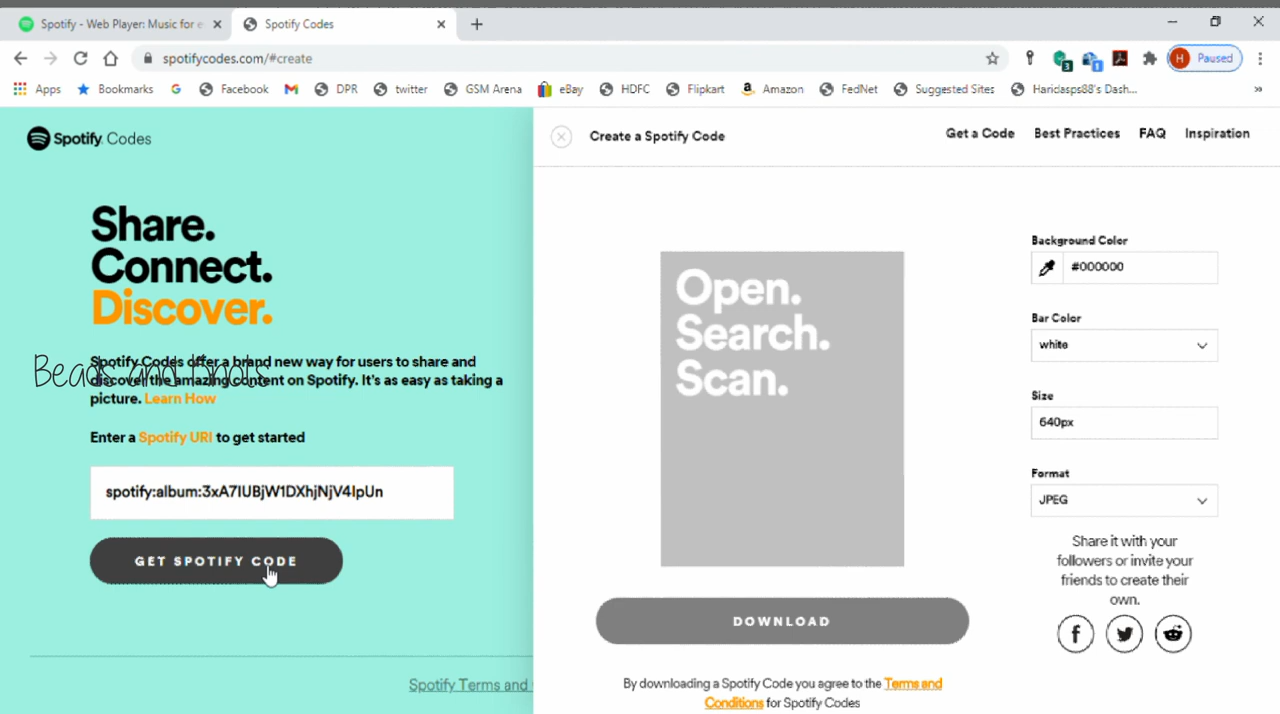 Spotify - Web Player: Music for e
Spotify Codes
spotifycodes.com/#create
3
1
H Paused
Apps Bookmarks Facebook DPR twitter GSM Arena eBay HDFC Flipkart Amazon FedNet Suggested Sites Haridasps88's Dash... »
Spotify Codes
Create a Spotify Code
Get a Code Best Practices FAQ Inspiration
Share.
Connect.
Discover.
Spotify Codes offer a brand new way for users to share and
discover the amazing content on Spotify. It's as easy as taking a
picture. Learn How
Beads and Knots
Enter a Spotify URI to get started
spotify:album:3xA7IUBjW1DXhjNjV4IpUn
GET SPOTIFY CODE
Spotify Terms and
Open.
Search.
Scan.
DOWNLOAD
By downloading a Spotify Code you agree to the Terms and
Conditions for Spotify Codes
Background Color
#000000
Bar Color
white
Size
640px
Format
JPEG
Share it with your
followers or invite your
friends to create their
own.